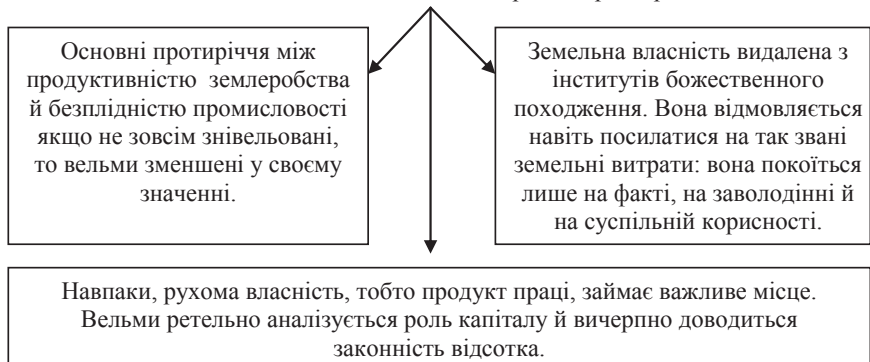 Основні протиріччя між
продуктивністю землеробства
й безплідністю промисловості
якщо не зовсім знівельовані,
то вельми зменшені у своєму
значенні.
Земельна власність видалена з
інститутів божественного
походження. Вона відмовляється
навіть посилатися на так звані
земельні витрати: вона покоїться
лише на факті, на заволодінні й
на суспільній корисності.
Навпаки, рухома власність, тобто продукт праці, займає важливе місце.
Вельми ретельно аналізується роль капіталу й вичерпно доводиться
законність відсотка.